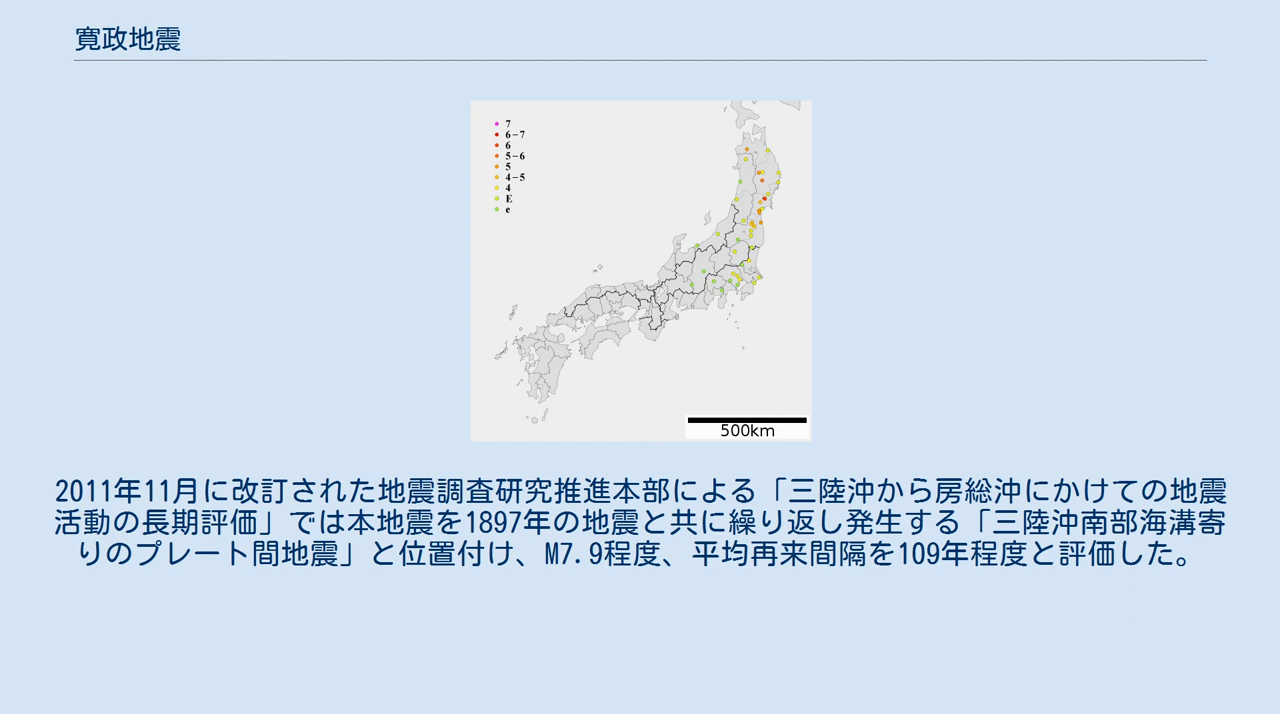 寛政地震
7
6−7
6
5−6
5
4−5
4
E
e
500km
2011年11月に改訂された地震調査研究推進本部による「三陸沖から房総沖にかけての地震
活動の長期評価」では本地震を1897年の地震と共に繰り返し発生する「三陸沖南部海溝寄
りのプレート間地震」と位置付け、M7.9程度、平均再来間隔を109年程度と評価した。